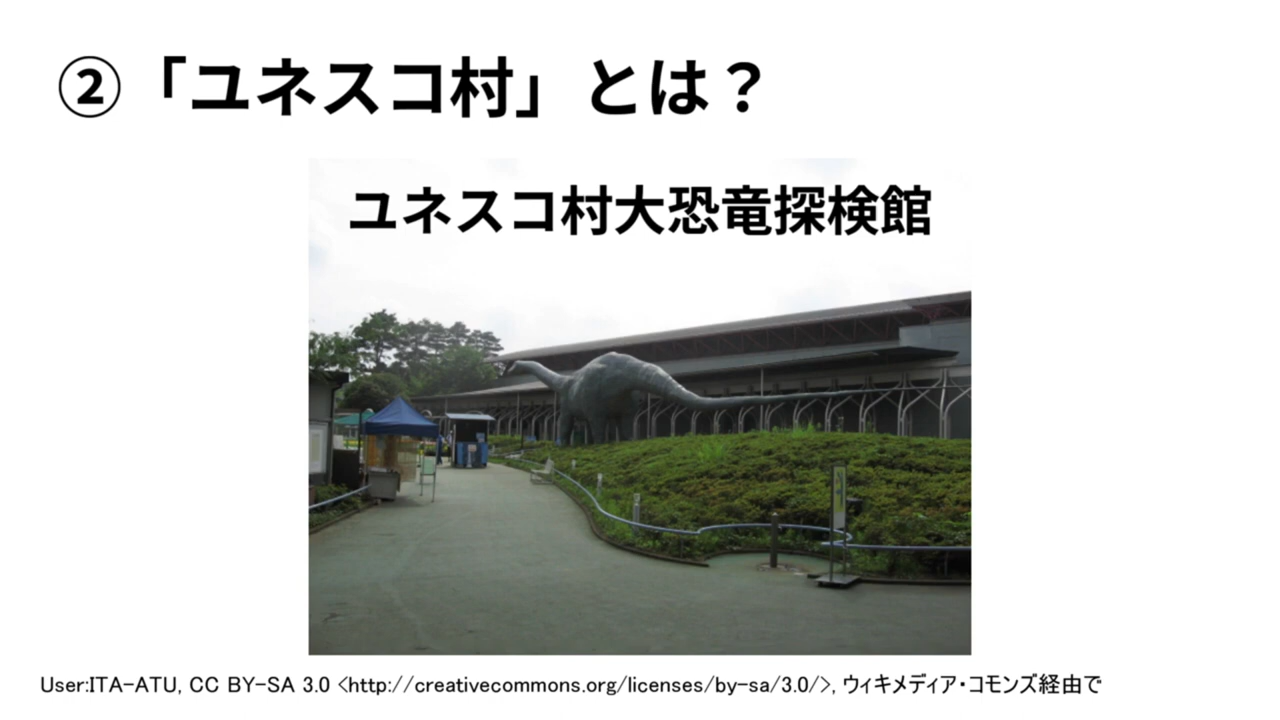 ②「ユネスコ村」とは？
ユネスコ村大恐竜探検館
User:ITA-ATU, CC BY-SA 3.0 <http://creativecommons.org/licenses/by-sa/3.0/>, ウィキメディア・コモンズ経由で